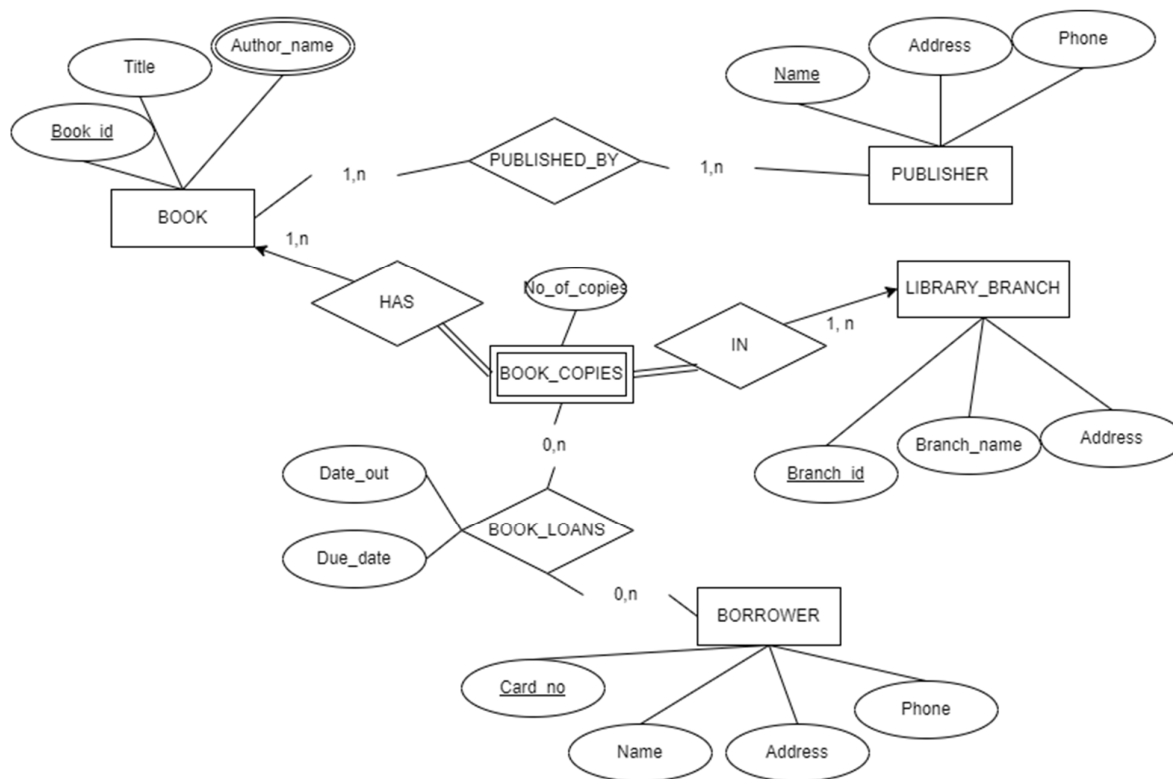 Author_name
Title
Book_id
Address
Phone
Name
PUBLISHED_BY
1,n
1,n
PUBLISHER
BOOK
1,n
HAS
No_of_copies
LIBRARY_BRANCH
1, n
IN
BOOK_COPIES
0,n
Date_out
Branch_name
Address
Branch_id
BOOK_LOANS
Due_date
0,n
BORROWER
Card_no
Phone
Name
Address